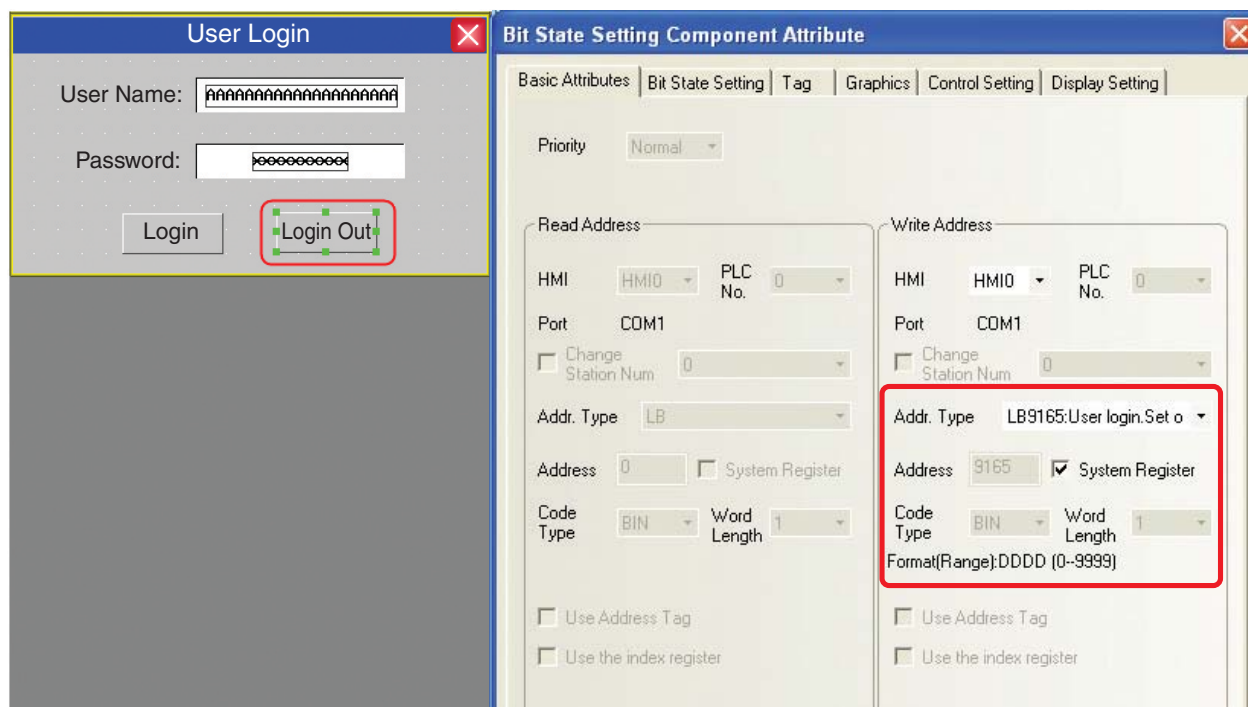 User Login
User Name: AAAAAAAAAAAAAAAAAAAA
Password: XXXXXXXXXX
Login Login Out
Bit State Setting Component Attribute
Basic Attributes Bit State Setting Tag Graphics Control Setting Display Setting
Priority Normal
Read Address
HMI HMI0 PLC No. 0
Port COM1
Change Station Num 0
Addr. Type LB
Address 0 System Register
Code Type BIN Word Length 1
Use Address Tag
Use the index register
Write Address
HMI HMI0 PLC No. 0
Port COM1
Change Station Num 0
Addr. Type LB9165:User login.Set o
Address 9165 System Register
Code Type BIN Word Length 1
Format(Range):DDDD (0--9999)
Use Address Tag
Use the index register